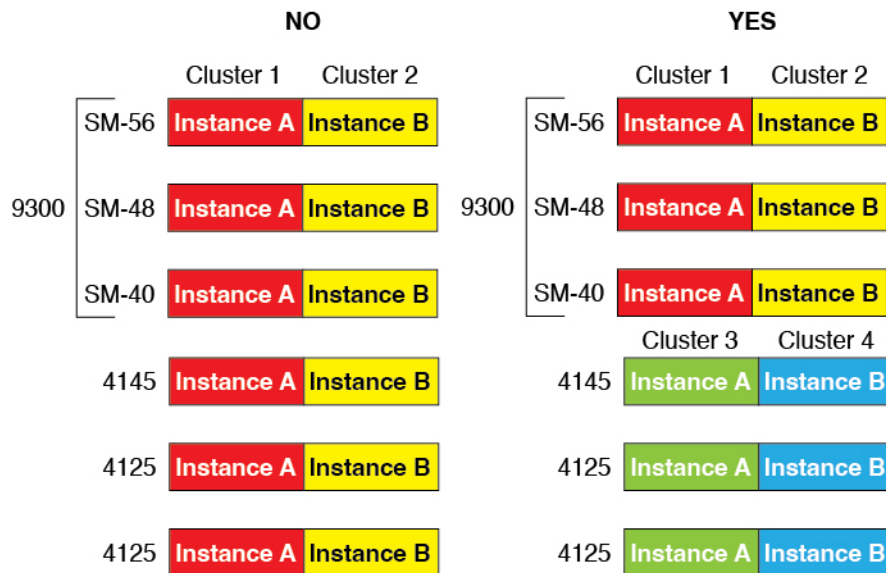 NO YES
Cluster 1 Cluster 2 Cluster 1 Cluster 2
SM-56 Instance A Instance B SM-56 Instance A Instance B
9300 SM-48 Instance A Instance B 9300 SM-48 Instance A Instance B
SM-40 Instance A Instance B SM-40 Instance A Instance B
Cluster 3 Cluster 4
4145 Instance A Instance B 4145 Instance A Instance B
4125 Instance A Instance B 4125 Instance A Instance B
4125 Instance A Instance B 4125 Instance A Instance B